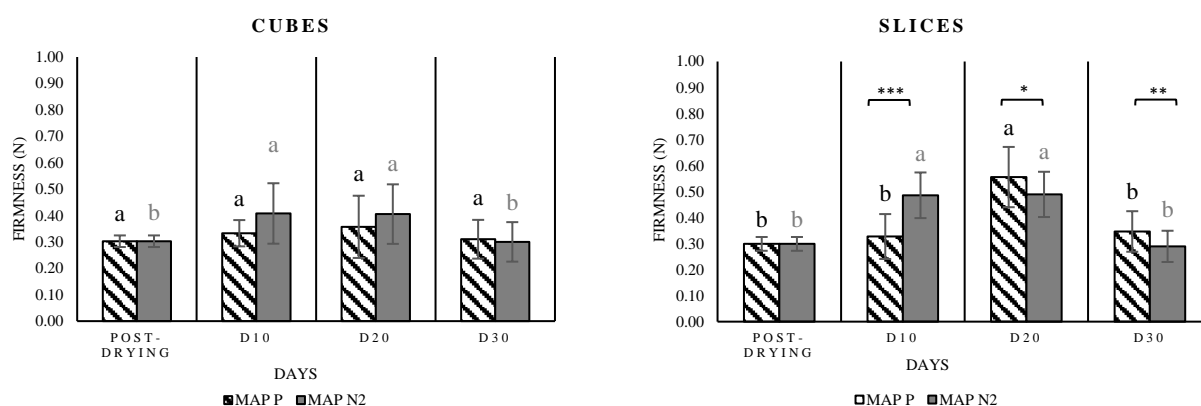 CUBES
1.00
0.90
0.80
0.70
0.60
0.50
0.40
0.30
0.20
0.10
0.00
FIRMNESS (N)
a b
a a
a a
a b
POST-
DRYING
D10 D20 D30
DAYS
MAP P MAP N2
SLICES
1.00
0.90
0.80
0.70
0.60
0.50
0.40
0.30
0.20
0.10
0.00
FIRMNESS (N)
*** * **
b b
b a
a a
b b
POST-
DRYING
D10 D20 D30
DAYS
MAP P MAP N2